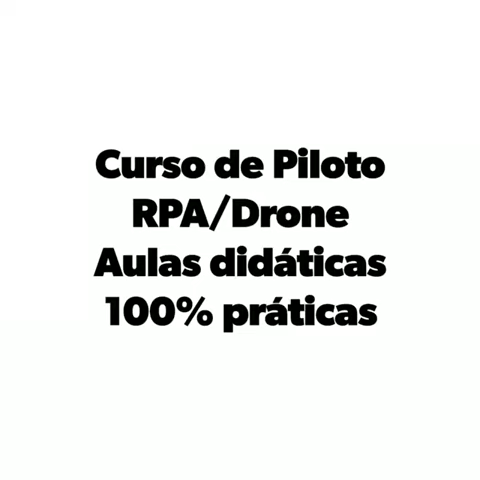 Curso de Piloto
RPA/Drone
Aulas didáticas
100% práticas